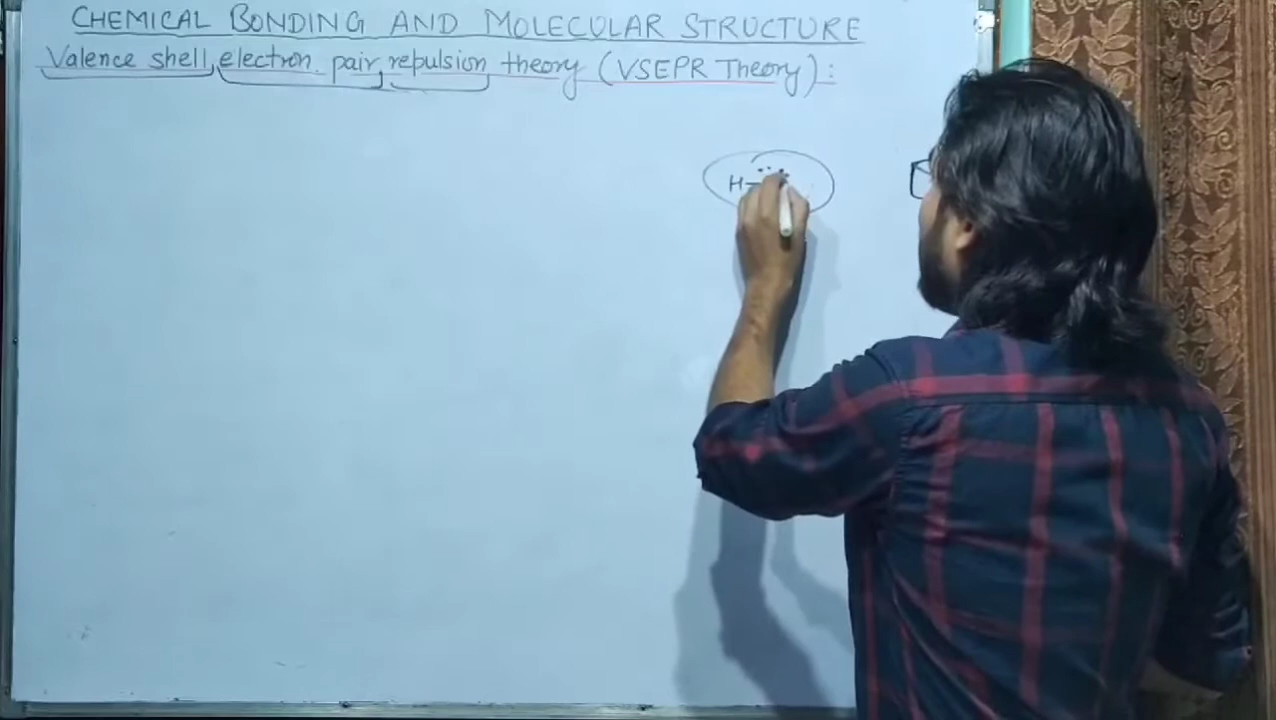 CHEMICAL BONDING AND MOLECULAR STRUCTURE
Valence shell electron pair repulsion theory (VSEPR Theory) :
H–